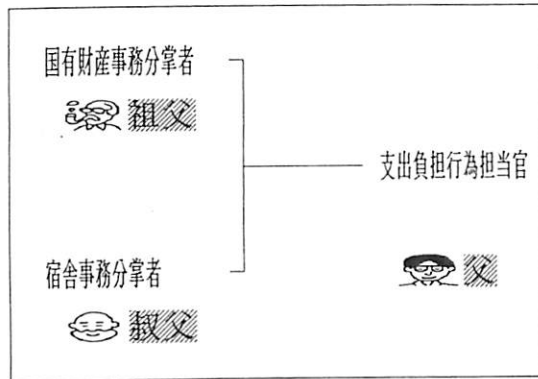 国有財産事務分掌者
祖父
支出負担行為担当官
父
宿舎事務分掌者
叔父